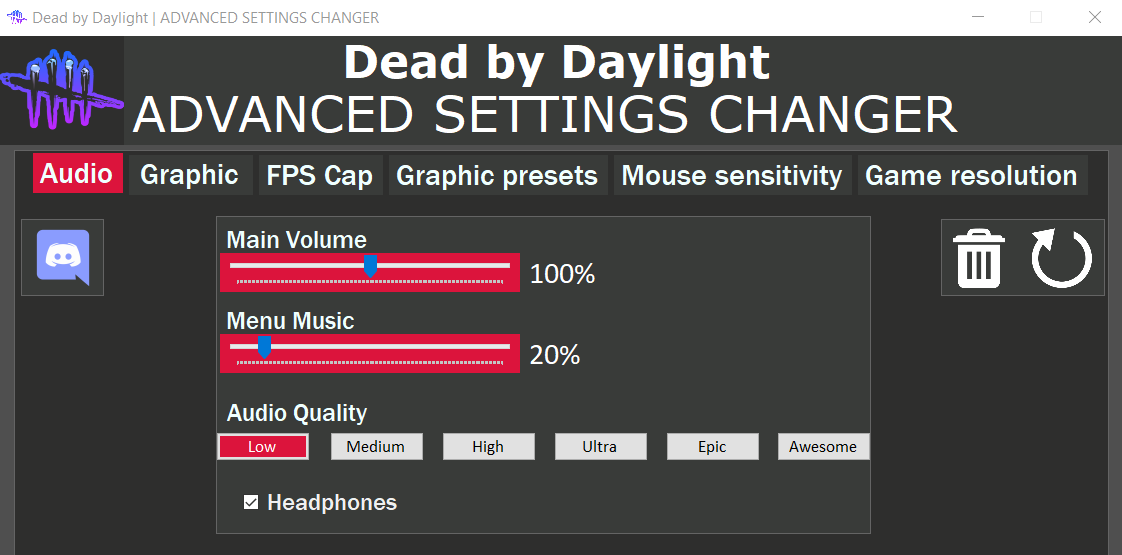 Dead by Daylight | ADVANCED SETTINGS CHANGER
Dead by Daylight
ADVANCED SETTINGS CHANGER
Audio Graphic FPS Cap Graphic presets Mouse sensitivity Game resolution
Main Volume
100%
Menu Music
20%
Audio Quality
Low Medium High Ultra Epic Awesome
Headphones